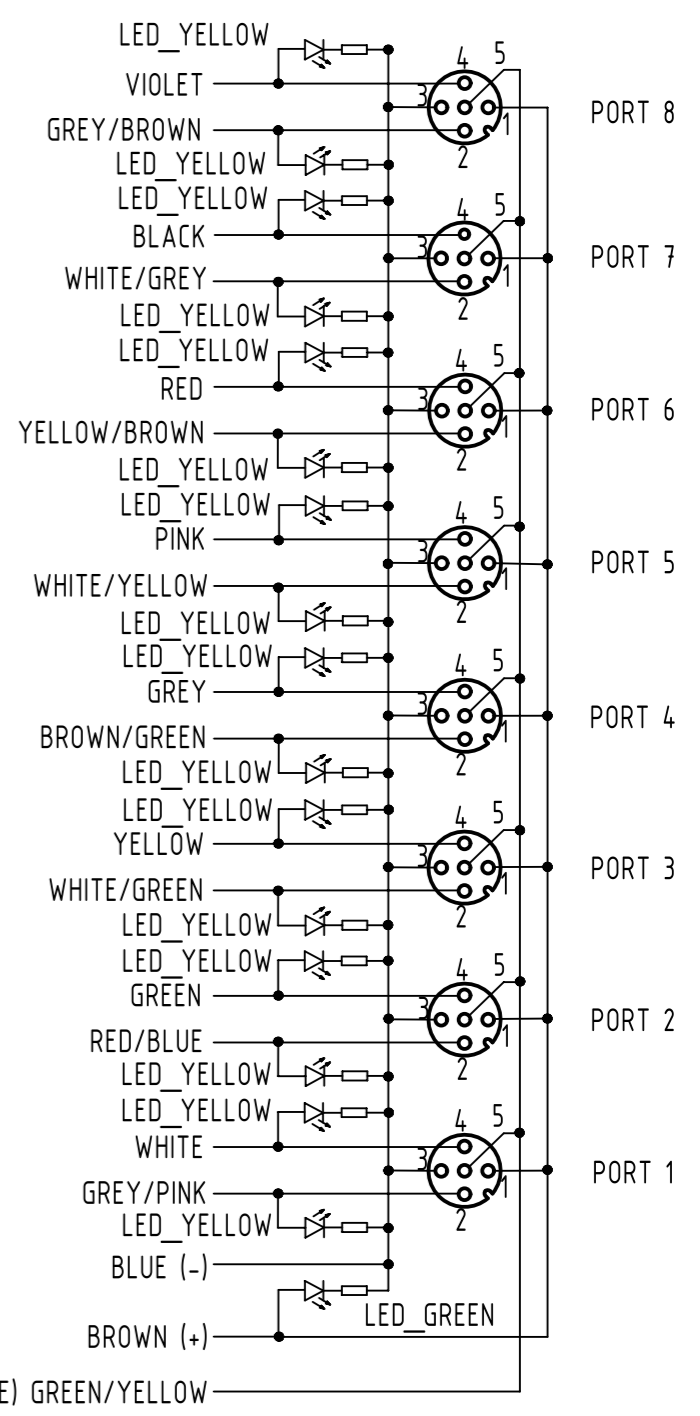 LED_YELLOW
4 5
VIOLET
3
PORT 8
GREY/BROWN
1
LED_YELLOW
2
LED_YELLOW
4 5
BLACK
3
PORT 7
WHITE/GREY
1
LED_YELLOW
2
LED_YELLOW
4 5
RED
3
PORT 6
YELLOW/BROWN
1
LED_YELLOW
2
LED_YELLOW
4 5
PINK
3
PORT 5
WHITE/YELLOW
1
LED_YELLOW
2
LED_YELLOW
4 5
GREY
3
PORT 4
BROWN/GREEN
1
LED_YELLOW
2
LED_YELLOW
4 5
YELLOW
3
PORT 3
WHITE/GREEN
1
LED_YELLOW
2
LED_YELLOW
4 5
GREEN
3
PORT 2
RED/BLUE
1
LED_YELLOW
2
LED_YELLOW
4 5
WHITE
3
PORT 1
GREY/PINK
1
LED_YELLOW
2
BLUE (-)
LED_GREEN
BROWN (+)
E) GREEN/YELLOW